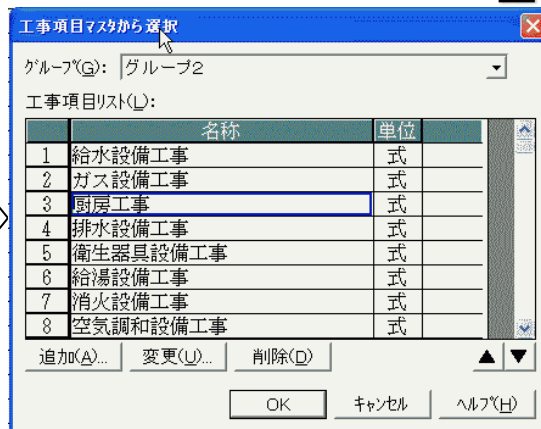 工事項目ﾏｽﾀから選択
ｸﾞﾙｰﾌﾟ(G): グループ2
工事項目ﾘｽﾄ(L):
名称 単位
1 給水設備工事 式
2 ガス設備工事 式
3 厨房工事 式
4 排水設備工事 式
5 衛生器具設備工事 式
6 給湯設備工事 式
7 消火設備工事 式
8 空気調和設備工事 式
追加(A)... 変更(U)... 削除(D)
OK ｷｬﾝｾﾙ ﾍﾙﾌﾟ(H)